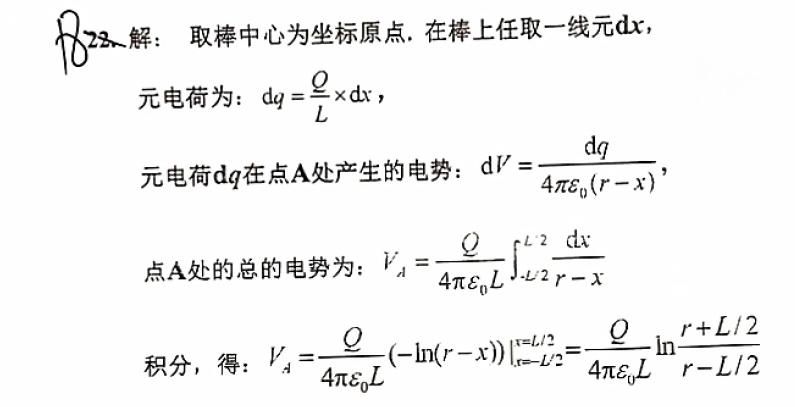 P822. 解： 取棒中心为坐标原点. 在棒上任取一线元dx，
元电荷为：dq = Q/L × dx，
元电荷dq在点A处产生的电势：dV = dq / 4πε₀(r − x)，
点A处的总的电势为：V_A = Q / 4πε₀L ∫_{-L/2}^{L/2} dx / r − x
积分，得：V_A = Q / 4πε₀L (−ln(r − x)) |_{x=−L/2}^{x=L/2} = Q / 4πε₀L ln r + L / 2 / r − L / 2